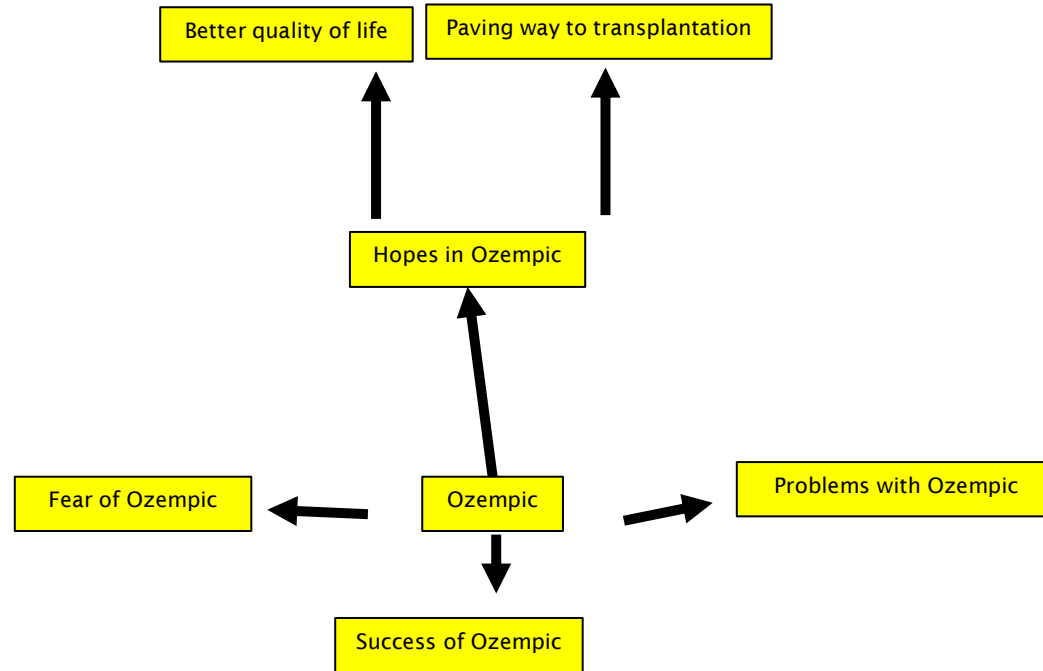 Better quality of life
Paving way to transplantation
Hopes in Ozempic
Fear of Ozempic
Ozempic
Problems with Ozempic
Success of Ozempic